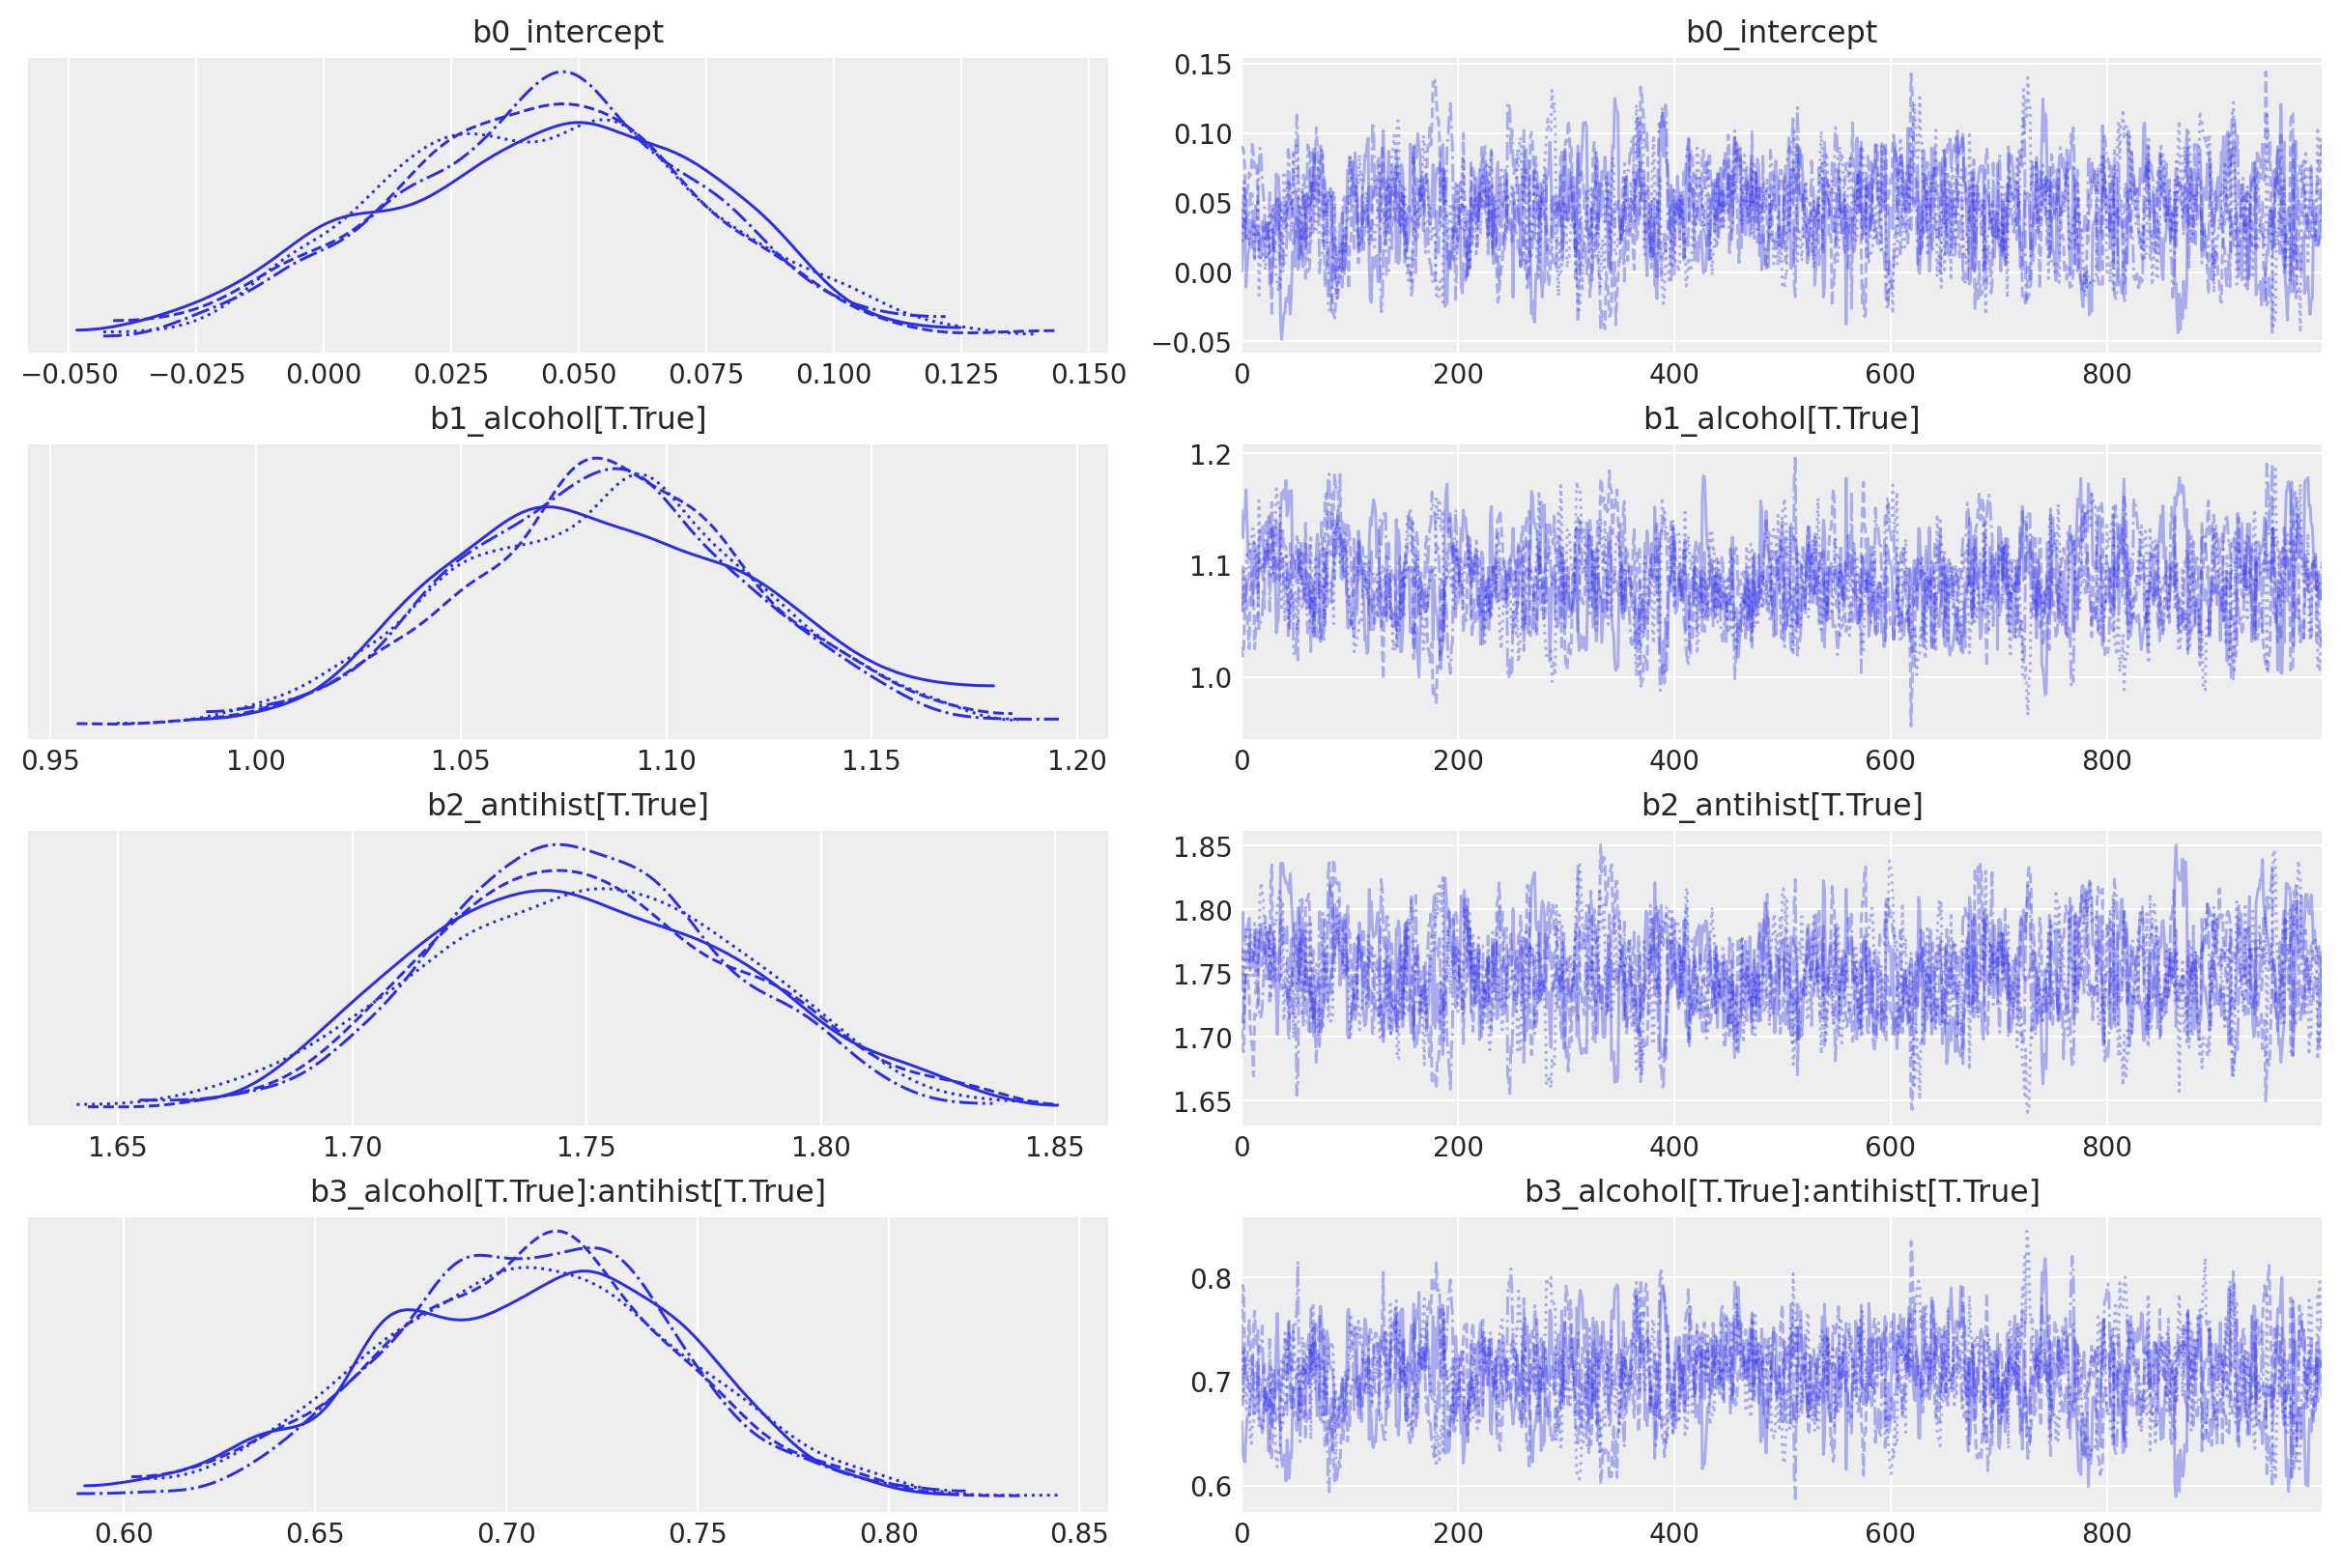 b0_intercept
−0.050 −0.025 0.000 0.025 0.050 0.075 0.100 0.125 0.150
b0_intercept
0.15
0.10
0.05
0.00
−0.05
0 200 400 600 800
b1_alcohol[T.True]
0.95 1.00 1.05 1.10 1.15 1.20
b1_alcohol[T.True]
1.2
1.1
1.0
0 200 400 600 800
b2_antihist[T.True]
1.65 1.70 1.75 1.80 1.85
b2_antihist[T.True]
1.85
1.80
1.75
1.70
1.65
0 200 400 600 800
b3_alcohol[T.True]:antihist[T.True]
0.60 0.65 0.70 0.75 0.80 0.85
b3_alcohol[T.True]:antihist[T.True]
0.8
0.7
0.6
0 200 400 600 800